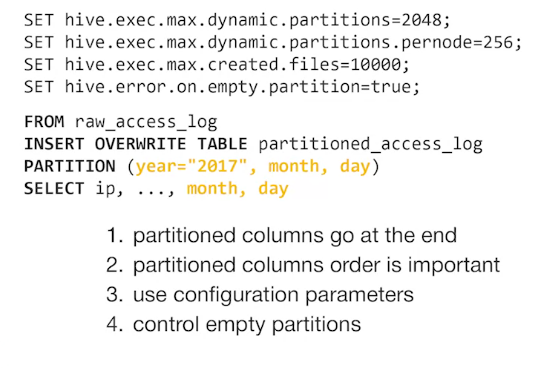 SET hive.exec.max.dynamic.partitions=2048;
SET hive.exec.max.dynamic.partitions.pernode=256;
SET hive.exec.max.created.files=10000;
SET hive.error.on.empty.partition=true;
FROM raw_access_log
INSERT OVERWRITE TABLE partitioned_access_log
PARTITION (year="2017", month, day)
SELECT ip, ..., month, day
1. partitioned columns go at the end
2. partitioned columns order is important
3. use configuration parameters
4. control empty partitions